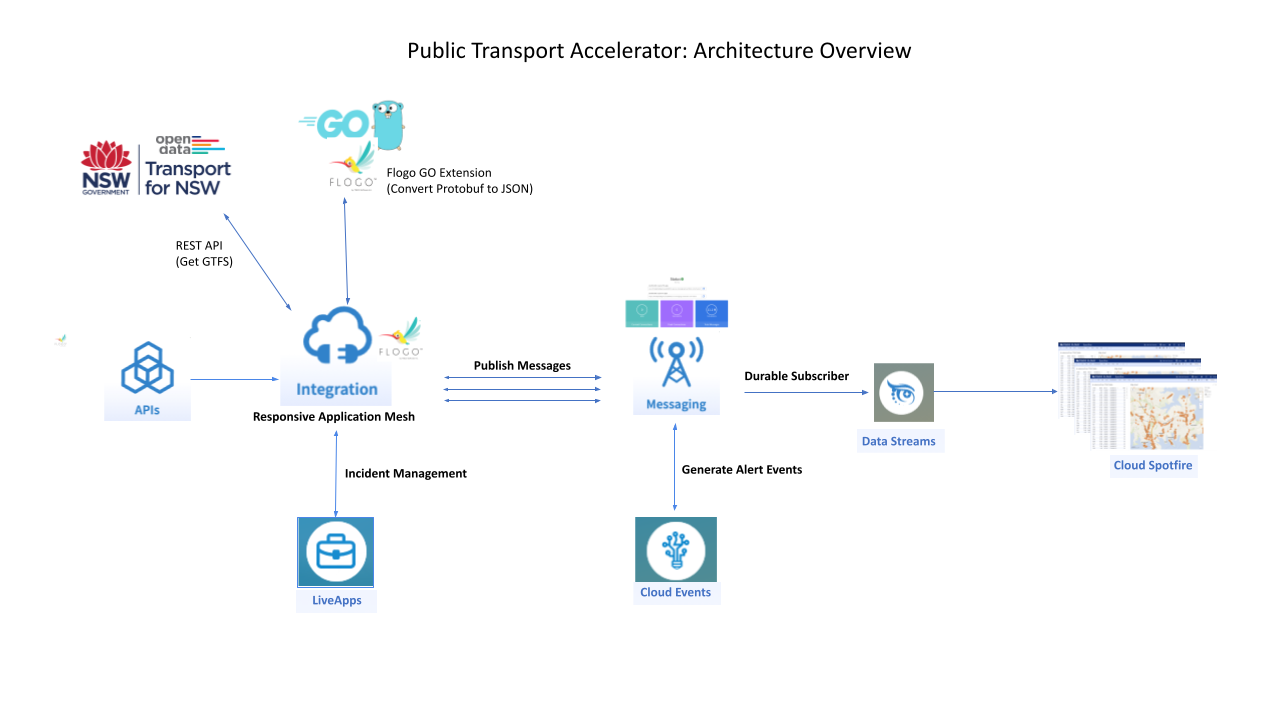 Public Transport Accelerator: Architecture Overview
GO
open
data
NSW
GOVERNMENT
Transport
for NSW
FLOGO
Flogo GO Extension
(Convert Protobuf to JSON)
REST API
(Get GTFS)
FLOGO
APIs
Integration
Responsive Application Mesh
Publish Messages
Messaging
Durable Subscriber
Data Streams
Cloud Spotfire
Incident Management
Generate Alert Events
LiveApps
Cloud Events